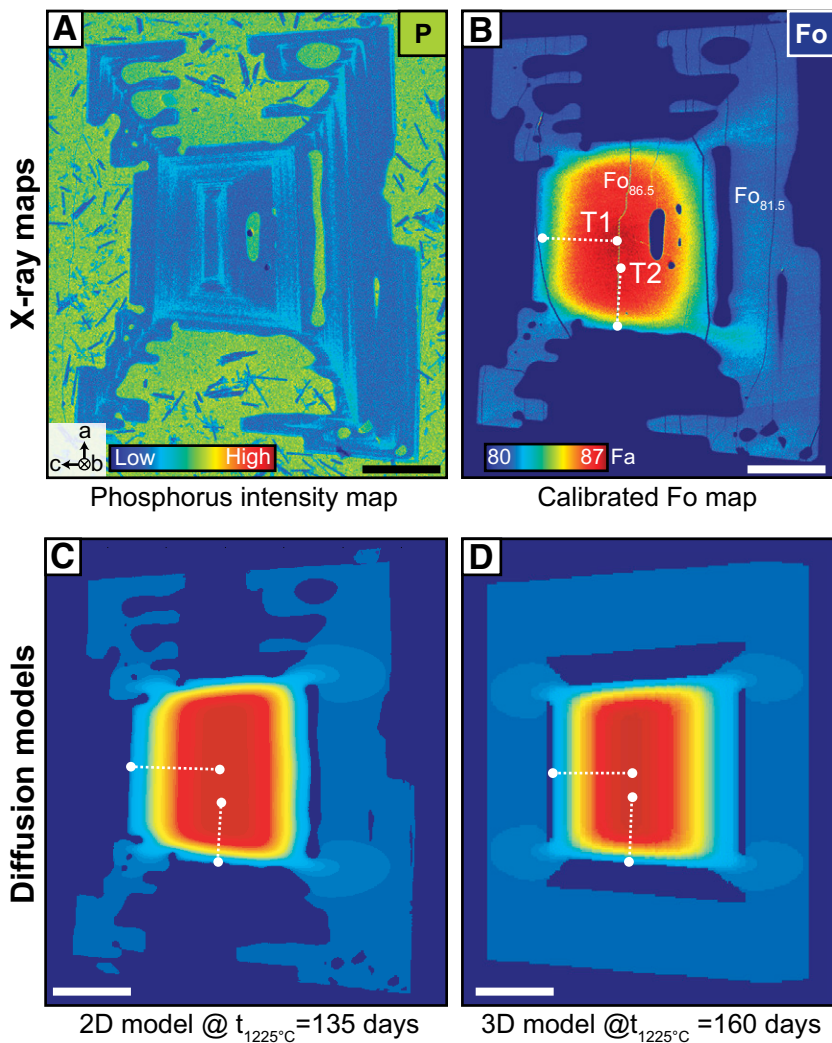 A
P
B
Fo
X-ray maps
Fo86.5
Fo81.5
T1
T2
a
c b
Low High
80 87 Fa
Phosphorus intensity map
Calibrated Fo map
C
D
Diffusion models
2D model @ t1225°C=135 days
3D model @t1225°C =160 days